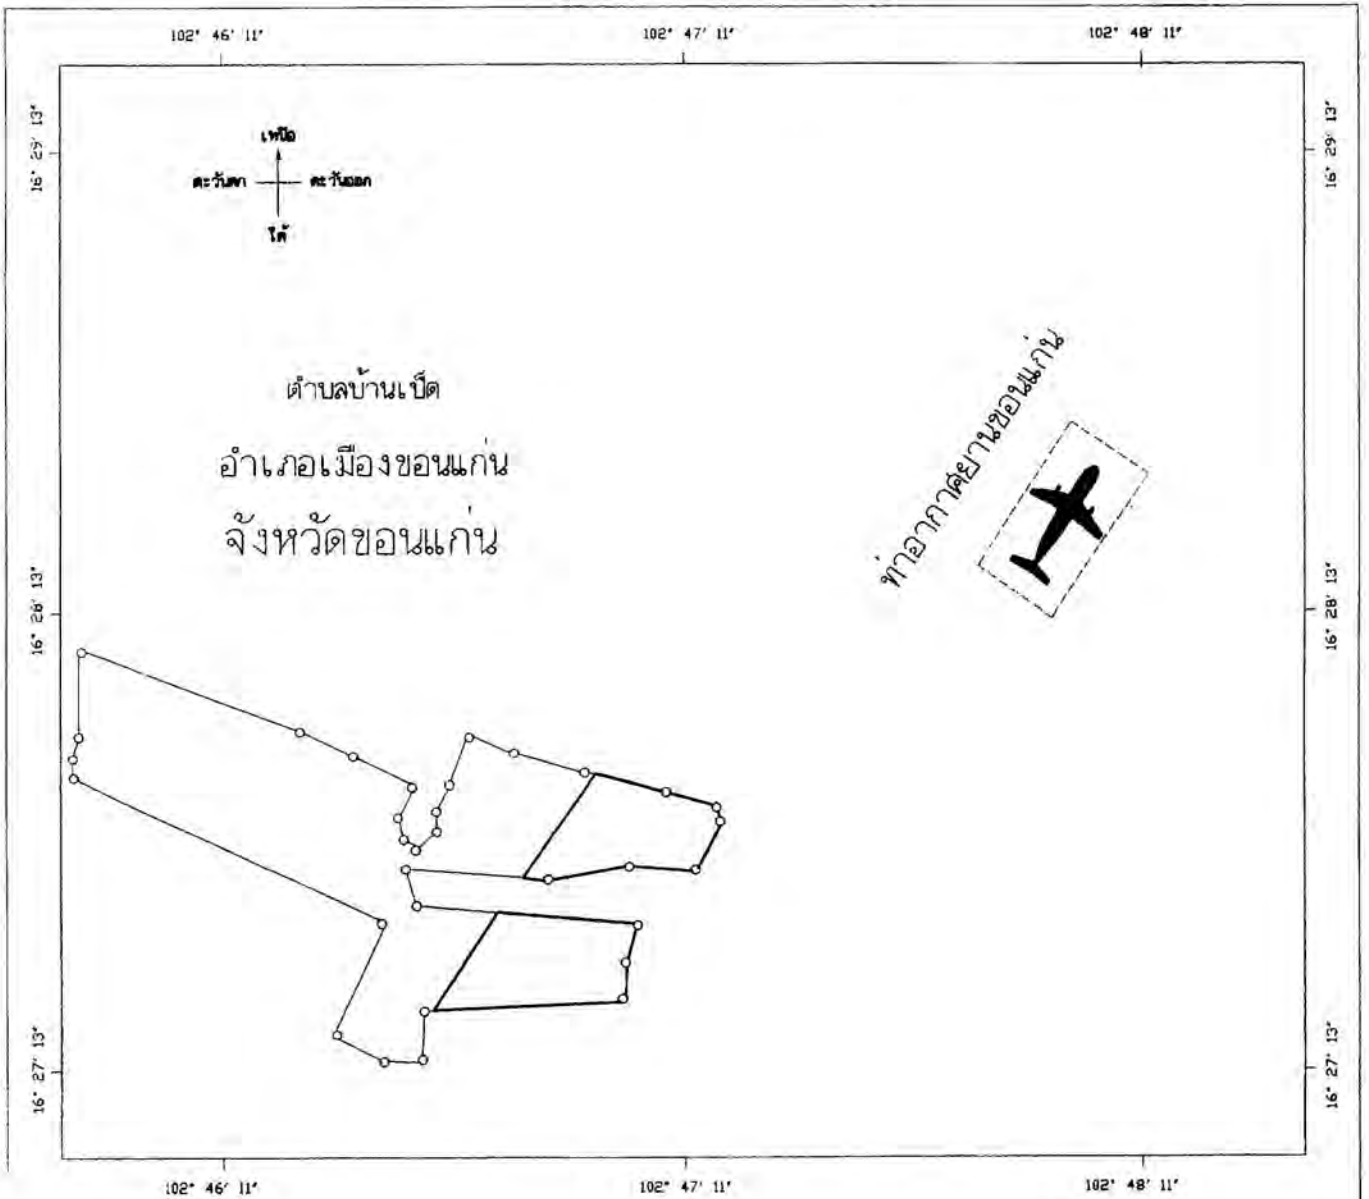 102° 46' 11"
102° 47' 11"
102° 48' 11"
16° 29' 13"
16° 29' 13"
เหนือ
ตะวันตก ตะวันออก
ใต้
ตำบลบ้านเป็ด
อำเภอเมืองขอนแก่น
จังหวัดขอนแก่น
ท่าอากาศยานขอนแก่น
16° 28' 13"
16° 28' 13"
16° 27' 13"
16° 27' 13"
102° 46' 11"
102° 47' 11"
102° 48' 11"